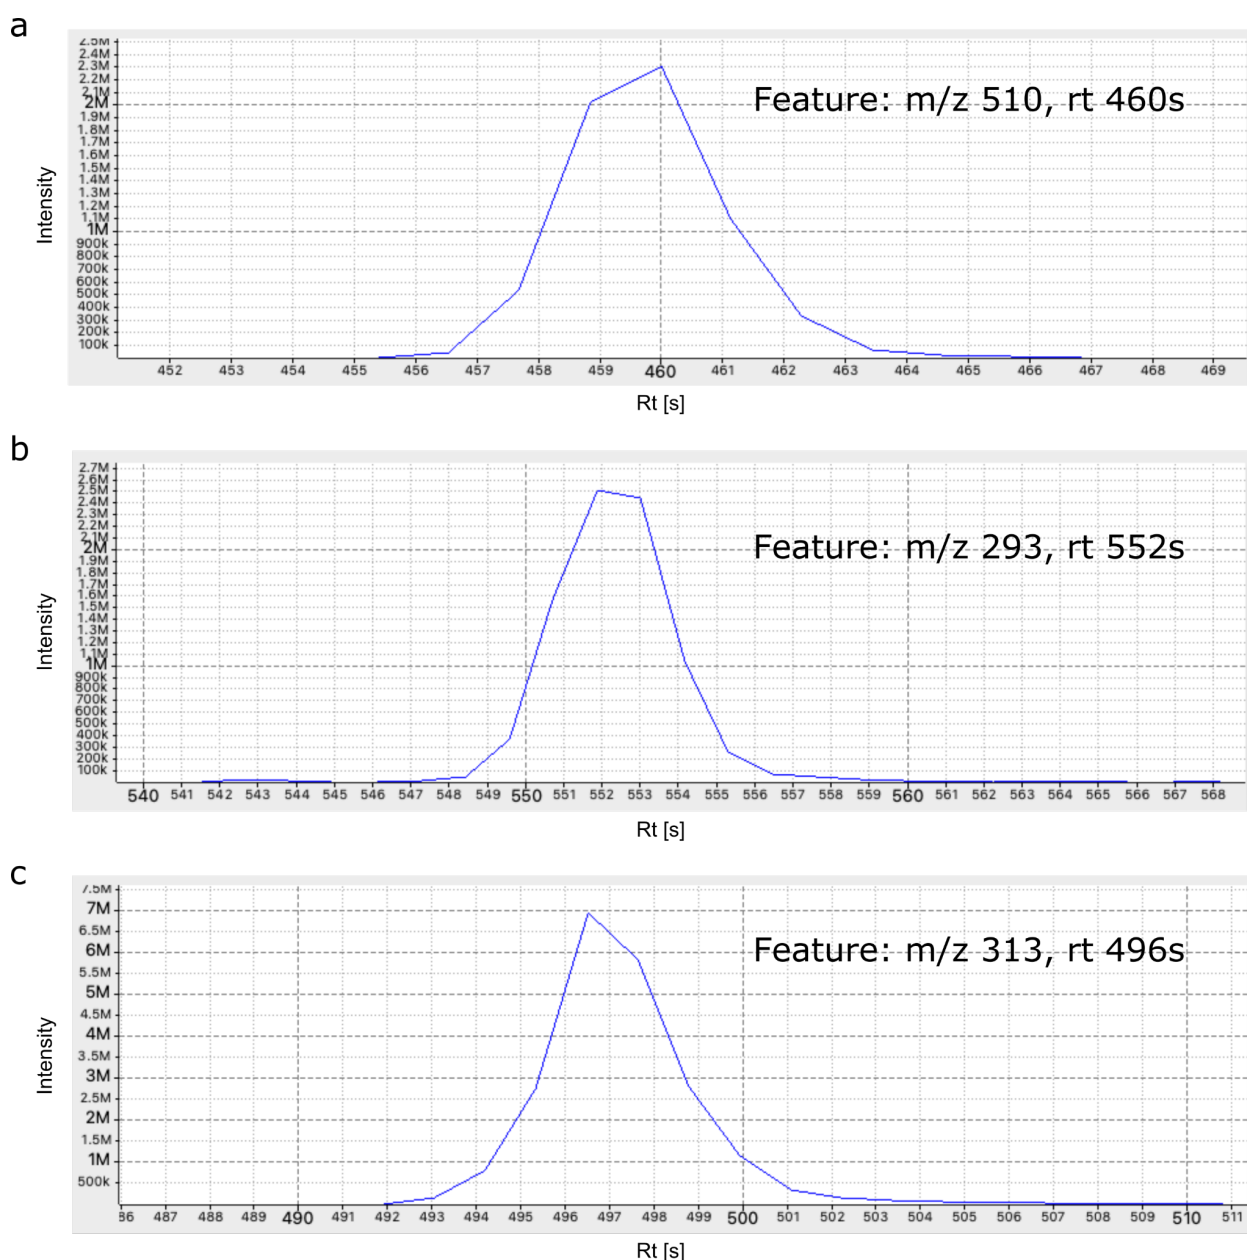 a
2.5M
2.4M
2.3M
2.2M
2.1M
2M
1.9M
1.8M
1.7M
1.6M
1.5M
1.4M
1.3M
1.2M
1.1M
1M
900k
800k
700k
600k
500k
400k
300k
200k
100k
Intensity
Feature: m/z 510, rt 460s
452 453 454 455 456 457 458 459 460 461 462 463 464 465 466 467 468 469
Rt [s]
b
2.7M
2.6M
2.5M
2.4M
2.3M
2.2M
2.1M
2M
1.9M
1.8M
1.7M
1.6M
1.5M
1.4M
1.3M
1.2M
1.1M
1M
900k
800k
700k
600k
500k
400k
300k
200k
100k
Intensity
Feature: m/z 293, rt 552s
540 541 542 543 544 545 546 547 548 549 550 551 552 553 554 555 556 557 558 559 560 561 562 563 564 565 566 567 568
Rt [s]
c
7.5M
7M
6.5M
6M
5.5M
5M
4.5M
4M
3.5M
3M
2.5M
2M
1.5M
1M
500k
Intensity
Feature: m/z 313, rt 496s
86 487 488 489 490 491 492 493 494 495 496 497 498 499 500 501 502 503 504 505 506 507 508 509 510 511
Rt [s]